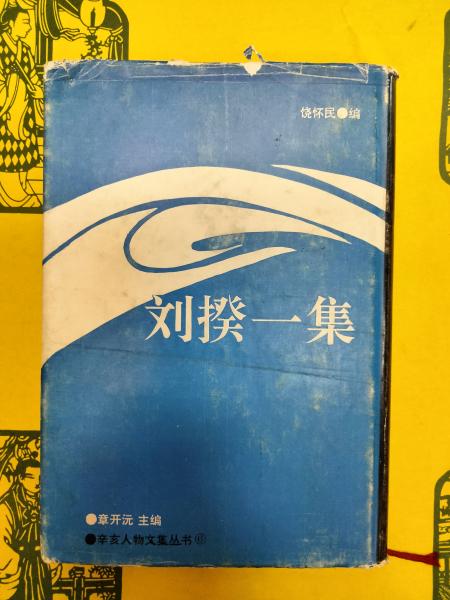 饶怀民●编
刘揆一集
●章开沅 主编
●辛亥人物文集丛书